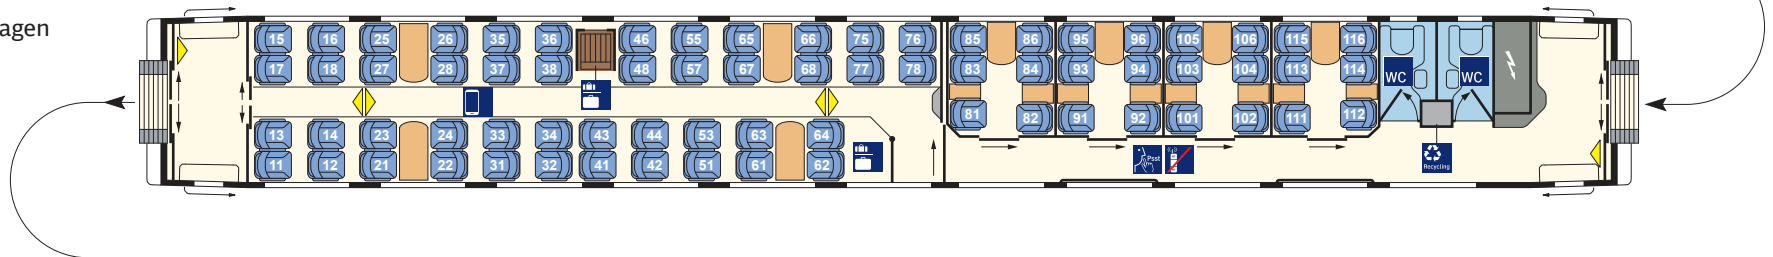 agen
15 16 25 26 35 36 46 55 65 66 75 76 85 86 95 96 105 106 115 116
17 18 27 28 37 38 48 57 67 68 77 78 83 84 93 94 103 104 113 114
WC WC
13 14 23 24 33 34 43 44 53 63 64 81 82 91 92 101 102 111 112
11 12 21 22 31 32 41 42 51 61 62
Psst
Recycling